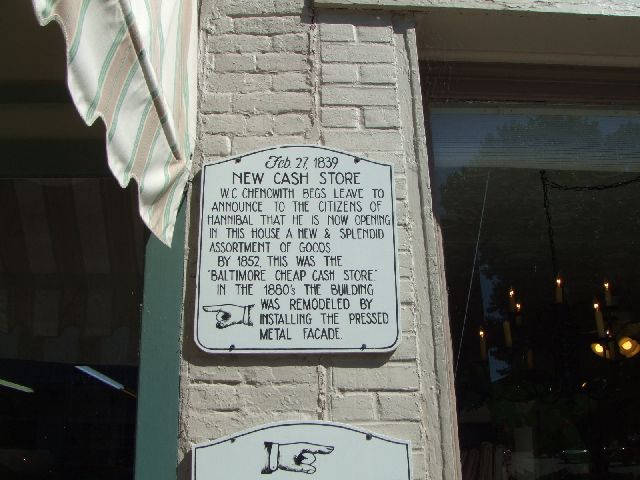 Feb. 27, 1839
NEW CASH STORE
W.C CHENOWITH BEGS LEAVE TO
ANNOUNCE TO THE CITIZENS OF
HANNIBAL THAT HE IS NOW OPENING
IN THIS HOUSE A NEW & SPLENDID
ASSORTMENT OF GOODS
BY 1852, THIS WAS THE
"BALTIMORE CHEAP CASH STORE."
IN THE 1880's THE BUILDING
WAS REMODELED BY
INSTALLING THE PRESSED
METAL FACADE.